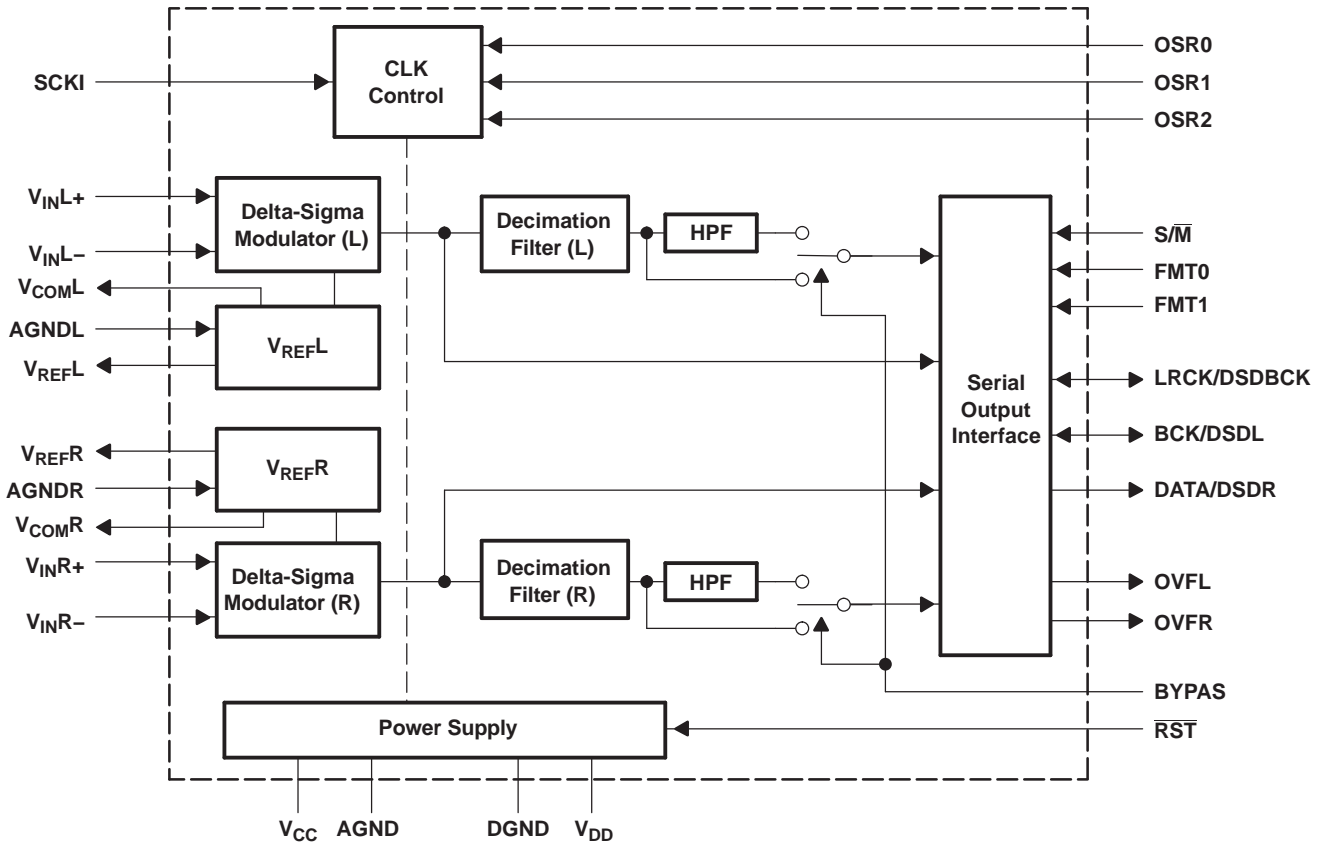 OSR0
SCKI
CLK
Control
OSR1
OSR2
VINL+
VINL–
Delta-Sigma
Modulator (L)
Decimation
Filter (L)
HPF
S/M̅
FMT0
FMT1
VCOML
AGNDL
VREFL
VREFL
Serial
Output
Interface
LRCK/DSDBCK
BCK/DSDL
DATA/DSDR
VREFR
AGNDR
VCOMR
VREFR
VINR+
VINR–
Delta-Sigma
Modulator (R)
Decimation
Filter (R)
HPF
OVFL
OVFR
BYPAS
R̅S̅T̅
Power Supply
VCC
AGND
DGND
VDD